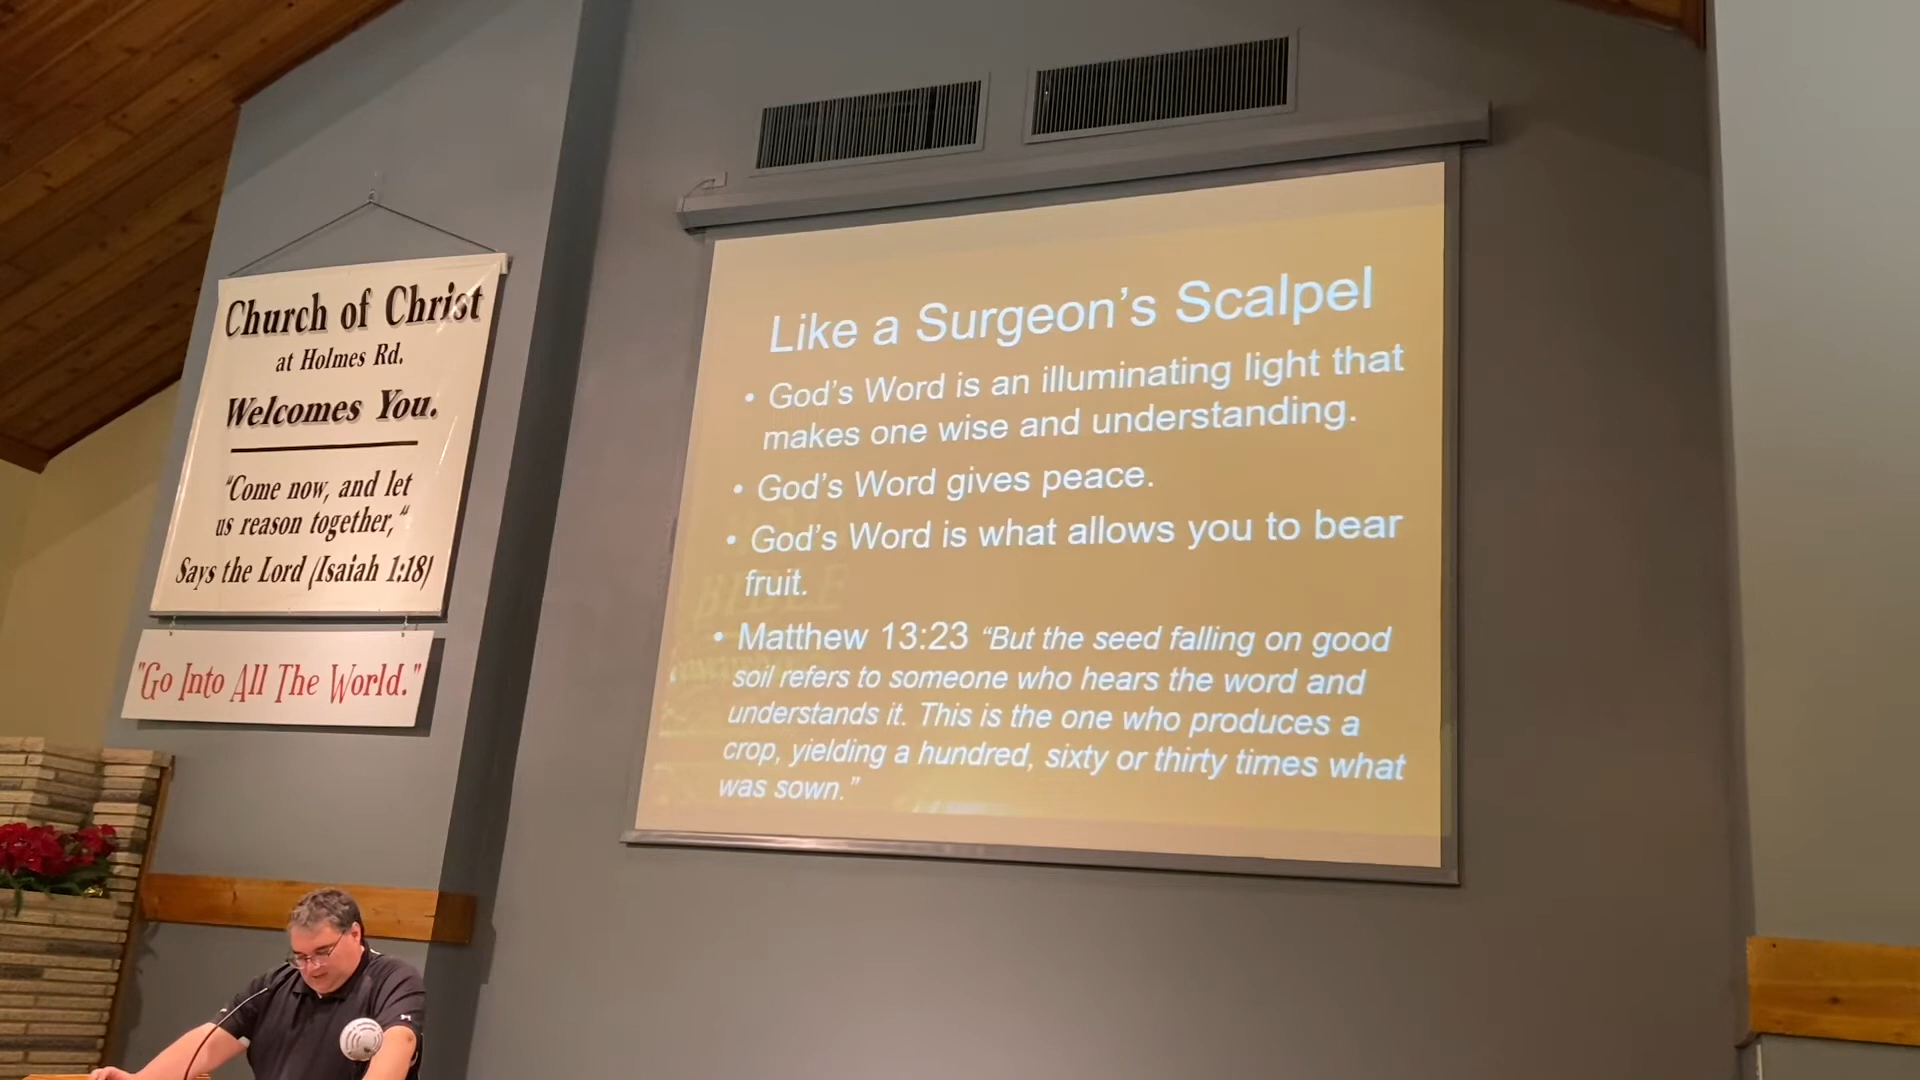 Church of Christ
at Holmes Rd.
Welcomes You.
"Come now, and let
us reason together,"
Says the Lord (Isaiah 1:18)
"Go Into All The World."
Like a Surgeon's Scalpel
• God's Word is an illuminating light that
makes one wise and understanding.
• God's Word gives peace.
• God's Word is what allows you to bear
fruit.
• Matthew 13:23 “But the seed falling on good
soil refers to someone who hears the word and
understands it. This is the one who produces a
crop, yielding a hundred, sixty or thirty times what
was sown.”
BIBLE